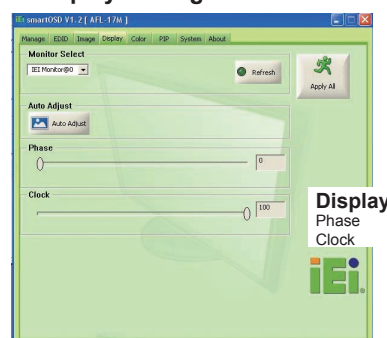 iEi smartOSD V1.2 [ AFL-17M ]
Manage EDID Image Display Color PIP System About
Monitor Select
IEI Monitor@0
Refresh
Apply All
Auto Adjust
Auto Adjust
Phase
0
Clock
100
Display
Phase
Clock
iEi